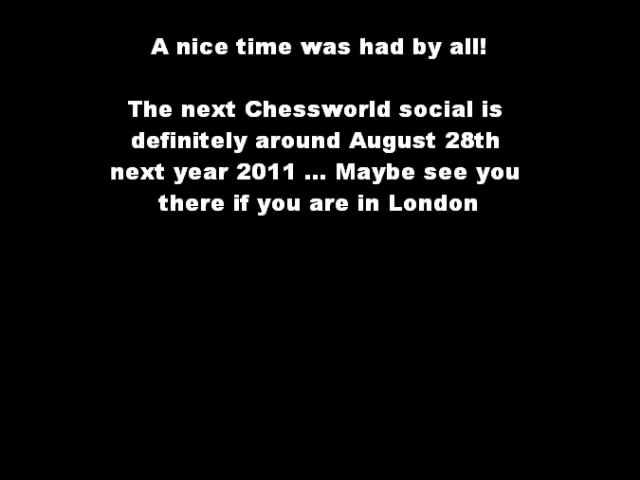 A nice time was had by all!
The next Chessworld social is
definitely around August 28th
next year 2011 ... Maybe see you
there if you are in London